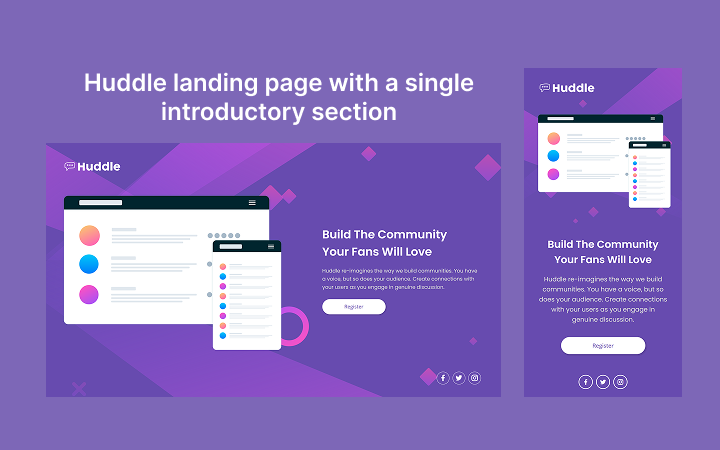 Huddle landing page with a single
introductory section
Huddle
Build The Community
Your Fans Will Love
Huddle re-imagines the way we build communities. You have
a voice, but so does your audience. Create connections with
your users as you engage in genuine discussion.
Register
Huddle
Build The Community
Your Fans Will Love
Huddle re-imagines the way we build
communities. You have a voice, but so
does your audience. Create connections
with your users as you engage in
genuine discussion.
Register